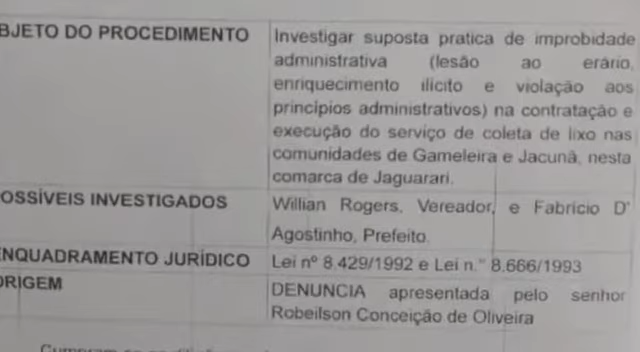 BJETO DO PROCEDIMENTO
Investigar suposta pratica de improbidade
administrativa (lesão ao erário,
enriquecimento ilícito e violação aos
princípios administrativos) na contratação e
execução do serviço de coleta de lixo nas
comunidades de Gameleira e Jacunã, nesta
comarca de Jaguarari.
OSSÍVEIS INVESTIGADOS
Willian Rogers, Vereador, e Fabrício D'
Agostinho, Prefeito.
NQUADRAMENTO JURÍDICO
Lei nº 8.429/1992 e Lei n.º 8.666/1993
RIGEM
DENUNCIA apresentada pelo senhor
Robeilson Conceição de Oliveira